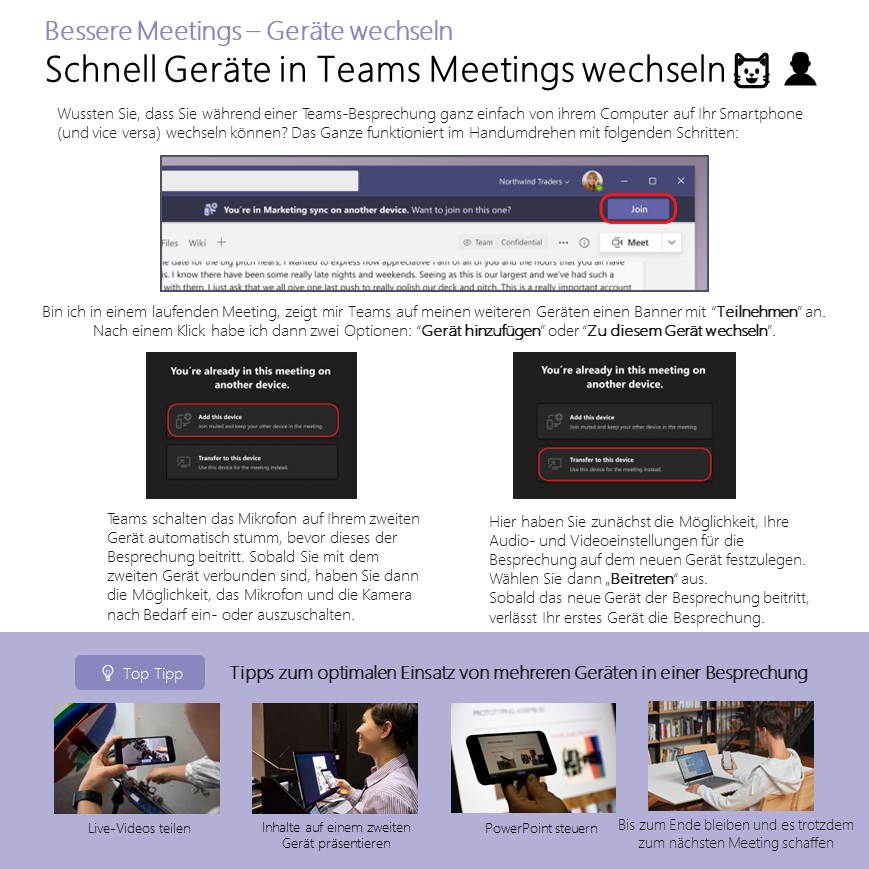 Bessere Meetings – Geräte wechseln
Schnell Geräte in Teams Meetings wechseln
Wussten Sie, dass Sie während einer Teams-Besprechung ganz einfach von ihrem Computer auf Ihr Smartphone
(und vice versa) wechseln können? Das Ganze funktioniert im Handumdrehen mit folgenden Schritten:
Northwind Traders
You're in Marketing sync on another device. Want to join on this one?
Join
Files Wiki +
Team Confidential
Meet
the date for the big pitch nears, I wanted to express how appreciative I am of all of you and the hours that you all have
is. I know there have been some really late nights and weekends. Seeing as this is our largest and we've had such a
with them. I just ask that we all give one last push to really polish our deck and pitch. This is a really important account
Bin ich in einem laufenden Meeting, zeigt mir Teams auf meinen weiteren Geräten einen Banner mit “Teilnehmen” an.
Nach einem Klick habe ich dann zwei Optionen: “Gerät hinzufügen” oder “Zu diesem Gerät wechseln”.
You're already in this meeting on
another device.
Add this device
Join muted and keep your other device in the meeting.
Transfer to this device
Use this device for the meeting instead.
You're already in this meeting on
another device.
Add this device
Join muted and keep your other device in the meeting.
Transfer to this device
Use this device for the meeting instead.
Teams schalten das Mikrofon auf Ihrem zweiten
Gerät automatisch stumm, bevor dieses der
Besprechung beitritt. Sobald Sie mit dem
zweiten Gerät verbunden sind, haben Sie dann
die Möglichkeit, das Mikrofon und die Kamera
nach Bedarf ein- oder auszuschalten.
Hier haben Sie zunächst die Möglichkeit, Ihre
Audio- und Videoeinstellungen für die
Besprechung auf dem neuen Gerät festzulegen.
Wählen Sie dann „Beitreten“ aus.
Sobald das neue Gerät der Besprechung beitritt,
verlässt Ihr erstes Gerät die Besprechung.
Top Tipp
Tipps zum optimalen Einsatz von mehreren Geräten in einer Besprechung
PROTOTYPING ASSEMBLIES
Live-Videos teilen
Inhalte auf einem zweiten
Gerät präsentieren
PowerPoint steuern
Bis zum Ende bleiben und es trotzdem
zum nächsten Meeting schaffen